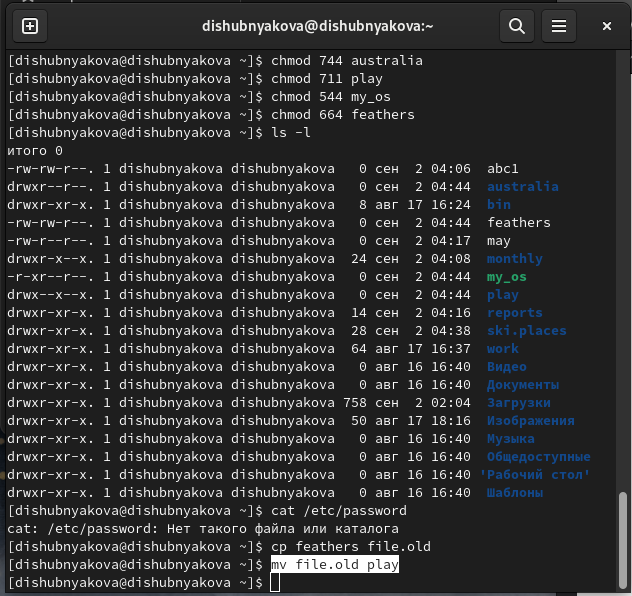 dishubnyakova@dishubnyakova:~
[dishubnyakova@dishubnyakova ~]$ chmod 744 australia
[dishubnyakova@dishubnyakova ~]$ chmod 711 play
[dishubnyakova@dishubnyakova ~]$ chmod 544 my_os
[dishubnyakova@dishubnyakova ~]$ chmod 664 feathers
[dishubnyakova@dishubnyakova ~]$ ls -l
итого 0
-rw-rw-r--. 1 dishubnyakova dishubnyakova   0 сен  2 04:06  abc1
drwxr--r--. 1 dishubnyakova dishubnyakova   0 сен  2 04:44  australia
drwxr-xr-x. 1 dishubnyakova dishubnyakova   8 авг 17 16:24  bin
-rw-rw-r--. 1 dishubnyakova dishubnyakova   0 сен  2 04:44  feathers
-rw-r--r--. 1 dishubnyakova dishubnyakova   0 сен  2 04:17  may
drwxr-x--x. 1 dishubnyakova dishubnyakova  24 сен  2 04:08  monthly
-r-xr--r--. 1 dishubnyakova dishubnyakova   0 сен  2 04:44  my_os
drwx--x--x. 1 dishubnyakova dishubnyakova   0 сен  2 04:44  play
drwxr-xr-x. 1 dishubnyakova dishubnyakova  14 сен  2 04:16  reports
drwxr-xr-x. 1 dishubnyakova dishubnyakova  28 сен  2 04:38  ski.places
drwxr-xr-x. 1 dishubnyakova dishubnyakova  64 авг 17 16:37  work
drwxr-xr-x. 1 dishubnyakova dishubnyakova   0 авг 16 16:40  Видео
drwxr-xr-x. 1 dishubnyakova dishubnyakova   0 авг 16 16:40  Документы
drwxr-xr-x. 1 dishubnyakova dishubnyakova 758 сен  2 02:04  Загрузки
drwxr-xr-x. 1 dishubnyakova dishubnyakova  50 авг 17 18:16  Изображения
drwxr-xr-x. 1 dishubnyakova dishubnyakova   0 авг 16 16:40  Музыка
drwxr-xr-x. 1 dishubnyakova dishubnyakova   0 авг 16 16:40  Общедоступные
drwxr-xr-x. 1 dishubnyakova dishubnyakova   0 авг 16 16:40 'Рабочий стол'
drwxr-xr-x. 1 dishubnyakova dishubnyakova   0 авг 16 16:40  Шаблоны
[dishubnyakova@dishubnyakova ~]$ cat /etc/password
cat: /etc/password: Нет такого файла или каталога
[dishubnyakova@dishubnyakova ~]$ cp feathers file.old
[dishubnyakova@dishubnyakova ~]$ mv file.old play
[dishubnyakova@dishubnyakova ~]$